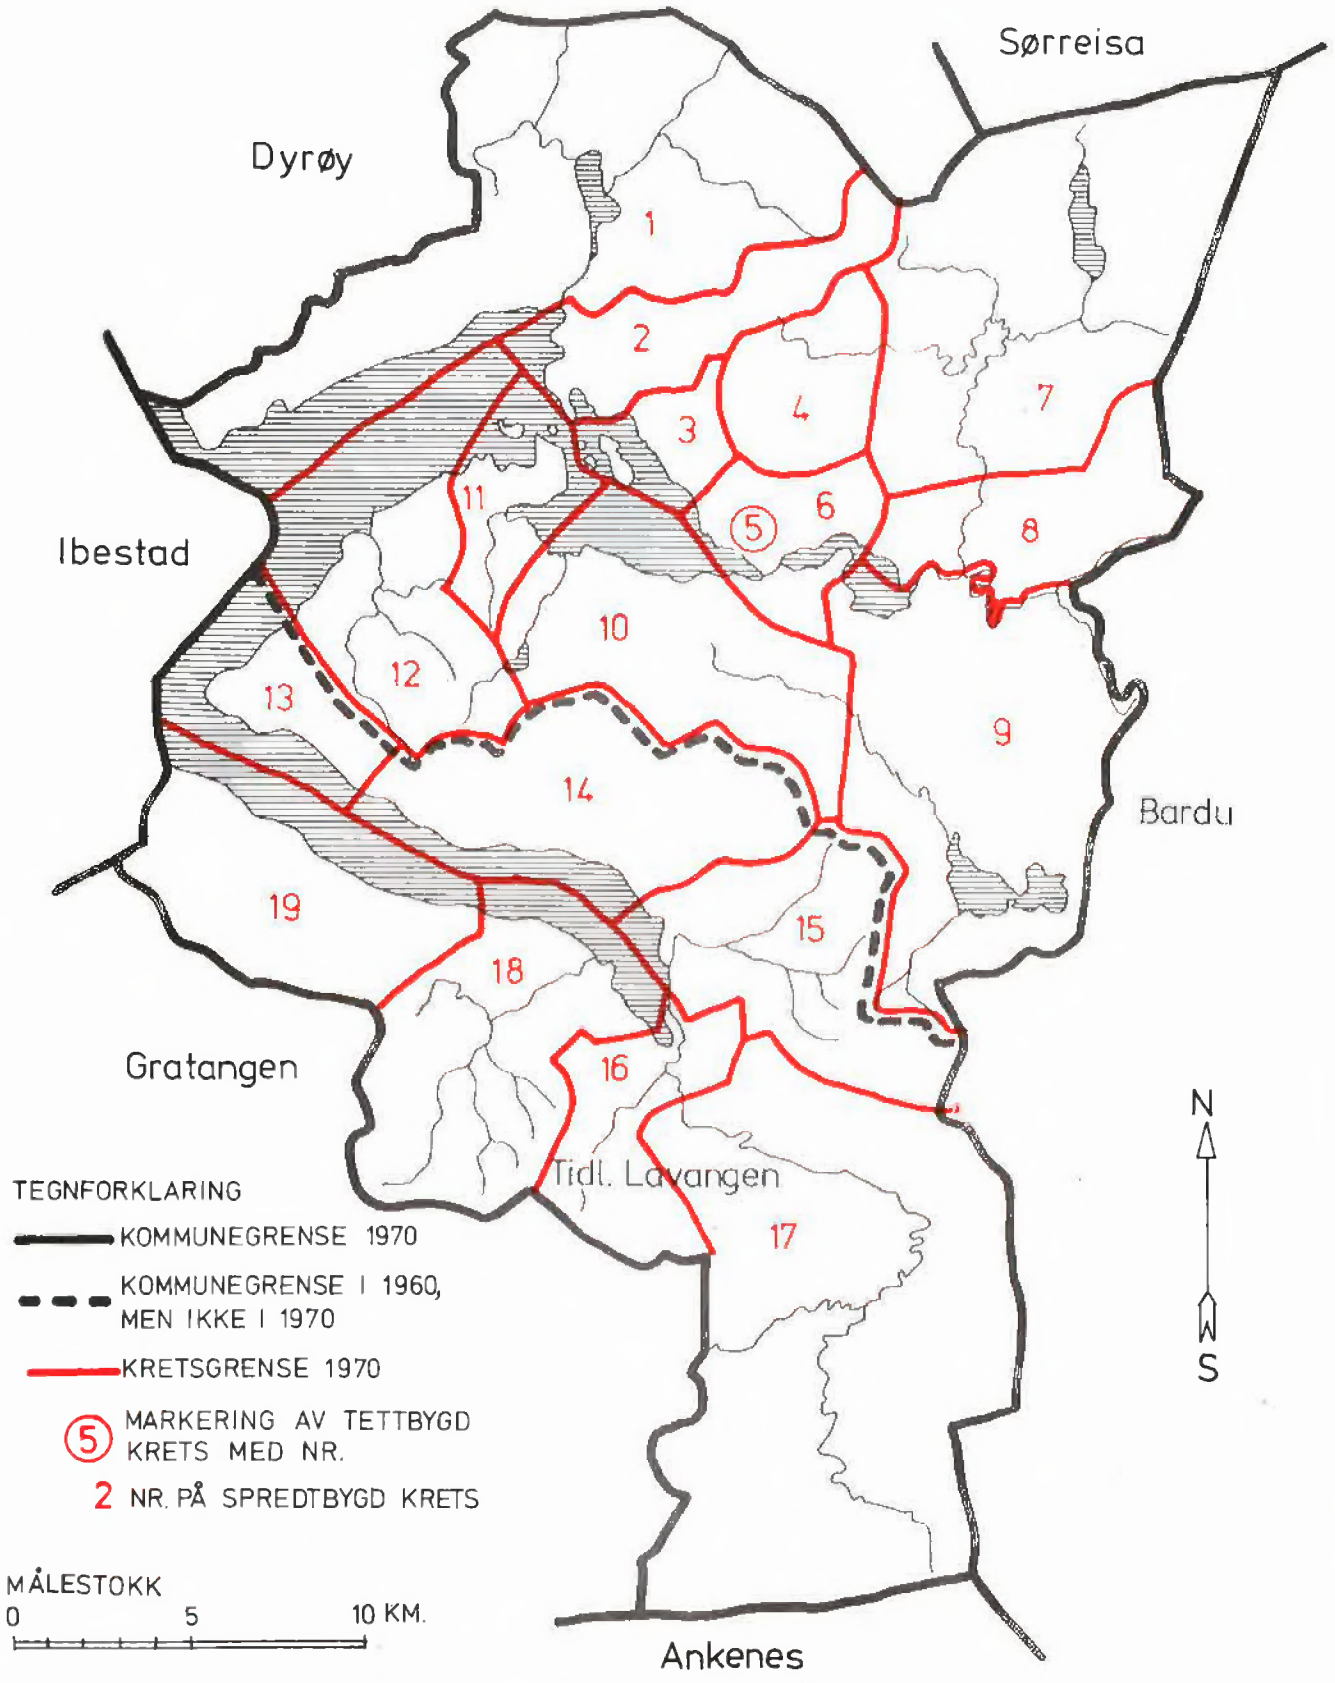 Sørreisa
Dyrøy
1
2
7
4
3
11
6
5
8
Ibestad
10
12
13
9
14
Bardu
19
15
18
Gratangen
16
N
Tidl. Lavangen
TEGNFORKLARING
KOMMUNEGRENSE 1970
17
KOMMUNEGRENSE I 1960,
MEN IKKE I 1970
KRETSGRENSE 1970
S
5 MARKERING AV TETTBYGD
KRETS MED NR.
2 NR. PÅ SPREDTBYGD KRETS
MÅLESTOKK
0 5 10 KM.
Ankenes